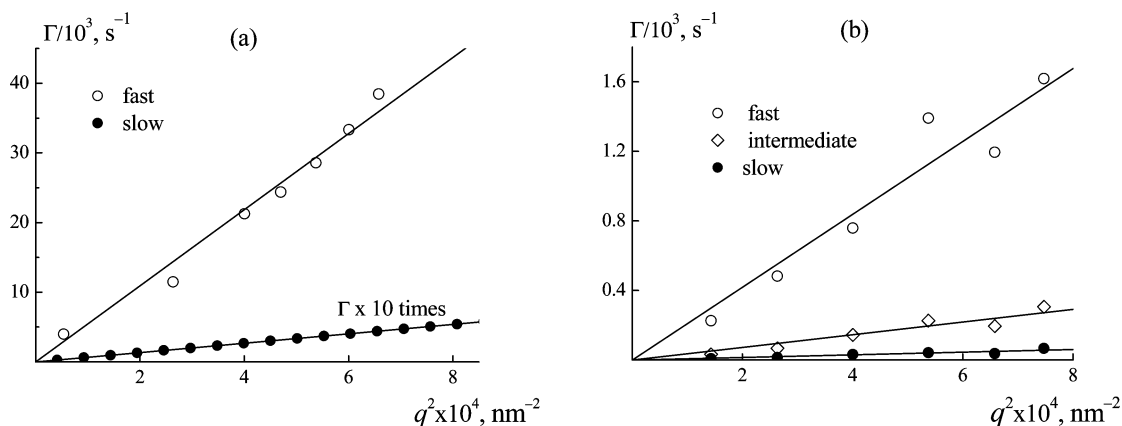 Γ/10³, s⁻¹
(a)
40
fast
slow
30
20
10
Γ x 10 times
2
4
6
8
q²x10⁴, nm⁻²
Γ/10³, s⁻¹
(b)
1.6
fast
intermediate
slow
1.2
0.8
0.4
2
4
6
8
q²x10⁴, nm⁻²